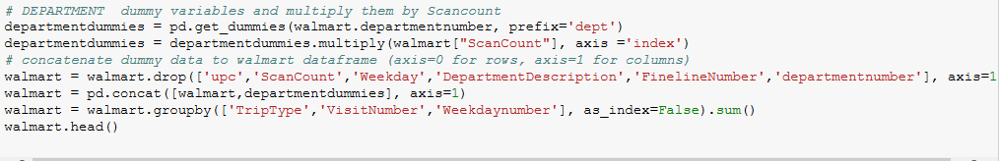 # DEPARTMENT  dummy variables and multiply them by Scancount
departmentdummies = pd.get_dummies(walmart.departmentnumber, prefix='dept')
departmentdummies = departmentdummies.multiply(walmart["ScanCount"], axis ='index')
# concatenate dummy data to walmart dataframe (axis=0 for rows, axis=1 for columns)
walmart = walmart.drop(['upc','ScanCount','Weekday','DepartmentDescription','FinelineNumber','departmentnumber'], axis=1
walmart = pd.concat([walmart,departmentdummies], axis=1)
walmart = walmart.groupby(['TripType','VisitNumber','Weekdaynumber'], as_index=False).sum()
walmart.head()